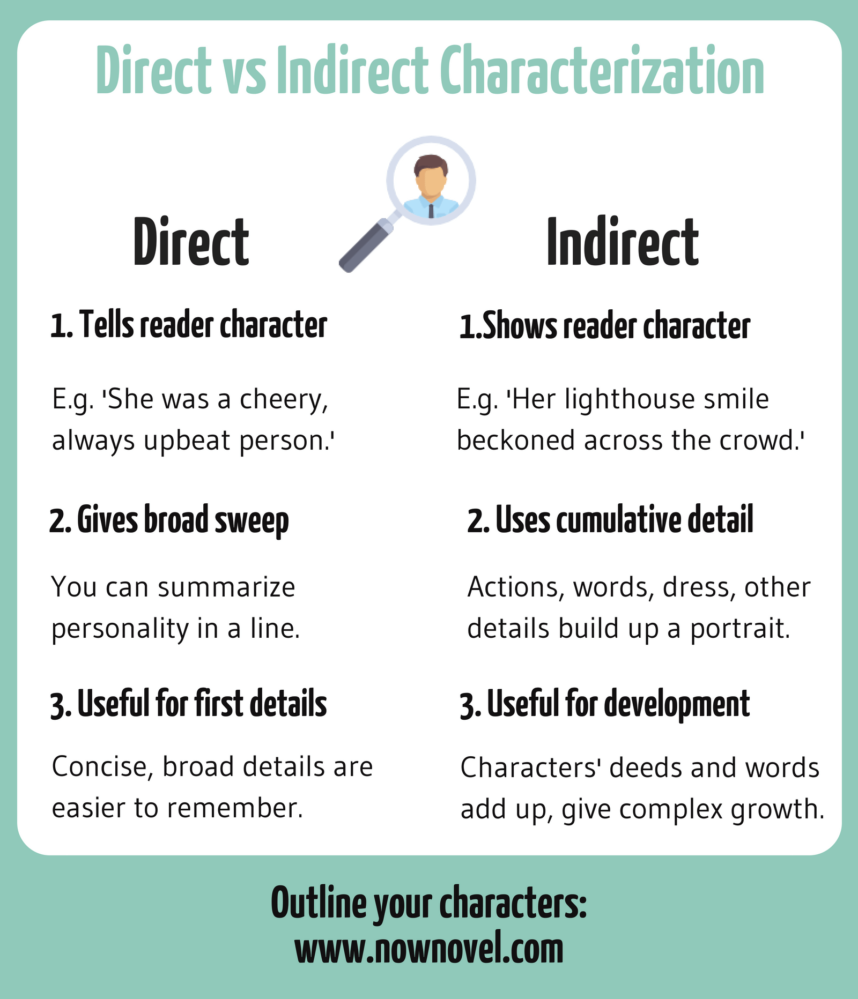 Direct vs Indirect Characterization
Direct
1. Tells reader character
E.g. 'She was a cheery,
always upbeat person.'
2. Gives broad sweep
You can summarize
personality in a line.
3. Useful for first details
Concise, broad details are
easier to remember.
Indirect
1.Shows reader character
E.g. 'Her lighthouse smile
beckoned across the crowd.'
2. Uses cumulative detail
Actions, words, dress, other
details build up a portrait.
3. Useful for development
Characters' deeds and words
add up, give complex growth.
Outline your characters:
www.nownovel.com